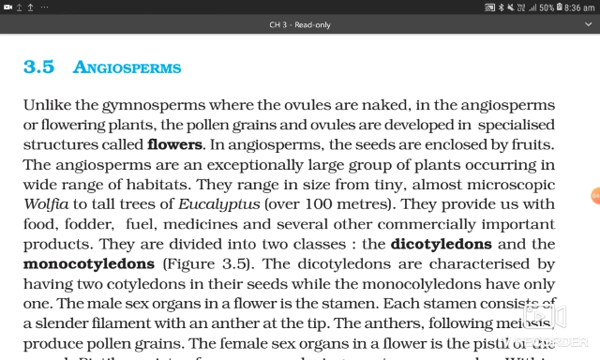 50% 8:36 am
CH 3 - Read-only
3.5 ANGIOSPERMS
Unlike the gymnosperms where the ovules are naked, in the angiosperms
or flowering plants, the pollen grains and ovules are developed in specialised
structures called flowers. In angiosperms, the seeds are enclosed by fruits.
The angiosperms are an exceptionally large group of plants occurring in
wide range of habitats. They range in size from tiny, almost microscopic
Wolfia to tall trees of Eucalyptus (over 100 metres). They provide us with
food, fodder, fuel, medicines and several other commercially important
products. They are divided into two classes : the dicotyledons and the
monocotyledons (Figure 3.5). The dicotyledons are characterised by
having two cotyledons in their seeds while the monocolyledons have only
one. The male sex organs in a flower is the stamen. Each stamen consists of
a slender filament with an anther at the tip. The anthers, following meiosis,
produce pollen grains. The female sex organs in a flower is the pistil or the
RECORDER